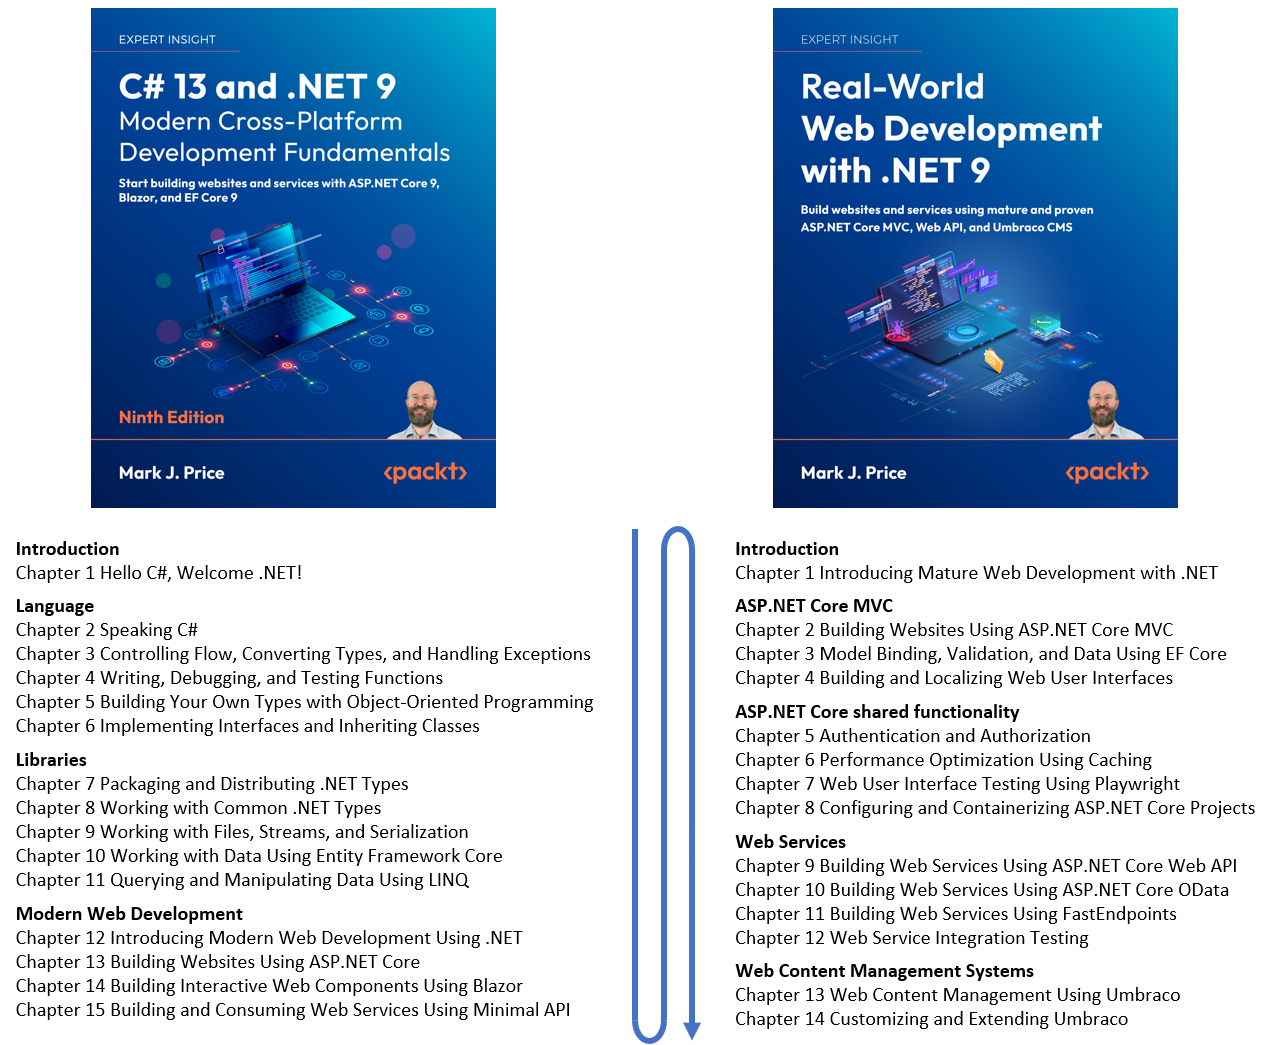 EXPERT INSIGHT
C# 13 and .NET 9
Modern Cross-Platform
Development Fundamentals
Start building websites and services with ASP.NET Core 9,
Blazor, and EF Core 9
Ninth Edition
Mark J. Price
<packt>
EXPERT INSIGHT
Real-World
Web Development
with .NET 9
Build websites and services using mature and proven
ASP.NET Core MVC, Web API, and Umbraco CMS
Mark J. Price
<packt>
Introduction
Chapter 1 Hello C#, Welcome .NET!
Language
Chapter 2 Speaking C#
Chapter 3 Controlling Flow, Converting Types, and Handling Exceptions
Chapter 4 Writing, Debugging, and Testing Functions
Chapter 5 Building Your Own Types with Object-Oriented Programming
Chapter 6 Implementing Interfaces and Inheriting Classes
Libraries
Chapter 7 Packaging and Distributing .NET Types
Chapter 8 Working with Common .NET Types
Chapter 9 Working with Files, Streams, and Serialization
Chapter 10 Working with Data Using Entity Framework Core
Chapter 11 Querying and Manipulating Data Using LINQ
Modern Web Development
Chapter 12 Introducing Modern Web Development Using .NET
Chapter 13 Building Websites Using ASP.NET Core
Chapter 14 Building Interactive Web Components Using Blazor
Chapter 15 Building and Consuming Web Services Using Minimal API
Introduction
Chapter 1 Introducing Mature Web Development with .NET
ASP.NET Core MVC
Chapter 2 Building Websites Using ASP.NET Core MVC
Chapter 3 Model Binding, Validation, and Data Using EF Core
Chapter 4 Building and Localizing Web User Interfaces
ASP.NET Core shared functionality
Chapter 5 Authentication and Authorization
Chapter 6 Performance Optimization Using Caching
Chapter 7 Web User Interface Testing Using Playwright
Chapter 8 Configuring and Containerizing ASP.NET Core Projects
Web Services
Chapter 9 Building Web Services Using ASP.NET Core Web API
Chapter 10 Building Web Services Using ASP.NET Core OData
Chapter 11 Building Web Services Using FastEndpoints
Chapter 12 Web Service Integration Testing
Web Content Management Systems
Chapter 13 Web Content Management Using Umbraco
Chapter 14 Customizing and Extending Umbraco